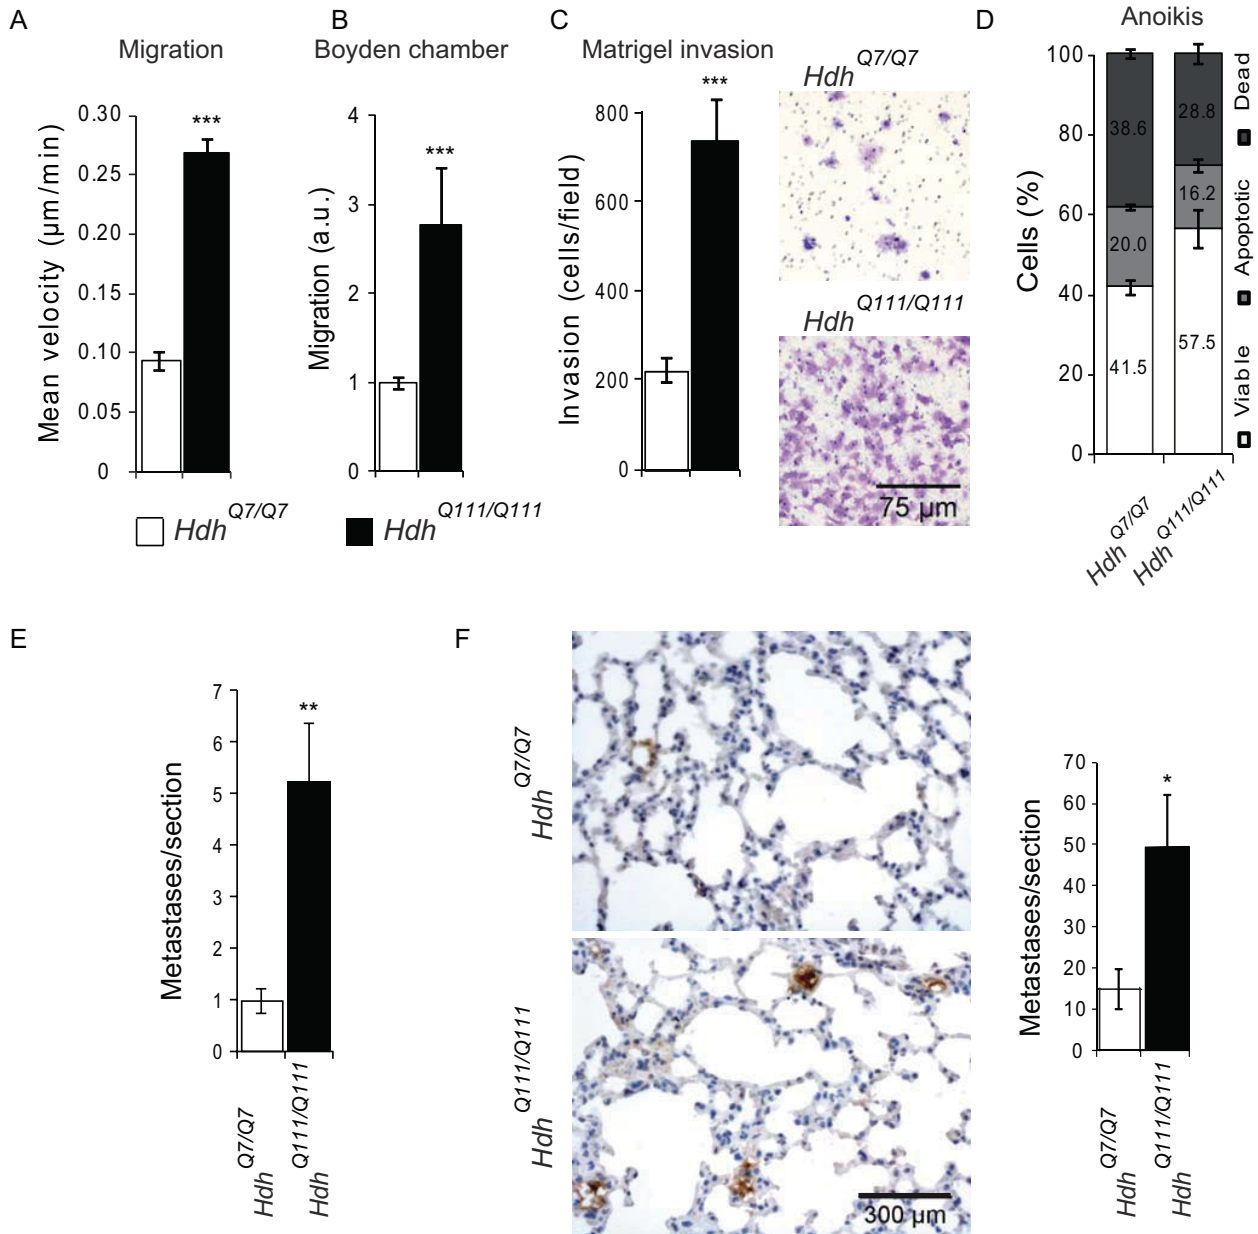 A
Migration
Mean velocity (µm/min)
0.30
0.25
0.20
0.10
0.05
0
***
B
Boyden chamber
Migration (a.u.)
4
3
2
1
0
***
Hdh Q7/Q7
Hdh Q111/Q111
C
Matrigel invasion
Invasion (cells/field)
800
600
400
200
0
***
Hdh Q7/Q7
Hdh Q111/Q111
75 µm
D
Anoikis
Cells (%)
100
80
60
40
20
0
38.6
20.0
41.5
28.8
16.2
57.5
Hdh Q7/Q7
Hdh Q111/Q111
Viable
Apoptotic
Dead
E
Metastases/section
7
6
5
4
3
2
1
0
**
Hdh Q7/Q7
Hdh Q111/Q111
F
Hdh Q7/Q7
Hdh Q111/Q111
300 µm
Metastases/section
70
60
50
40
30
20
10
0
*
Hdh Q7/Q7
Hdh Q111/Q111